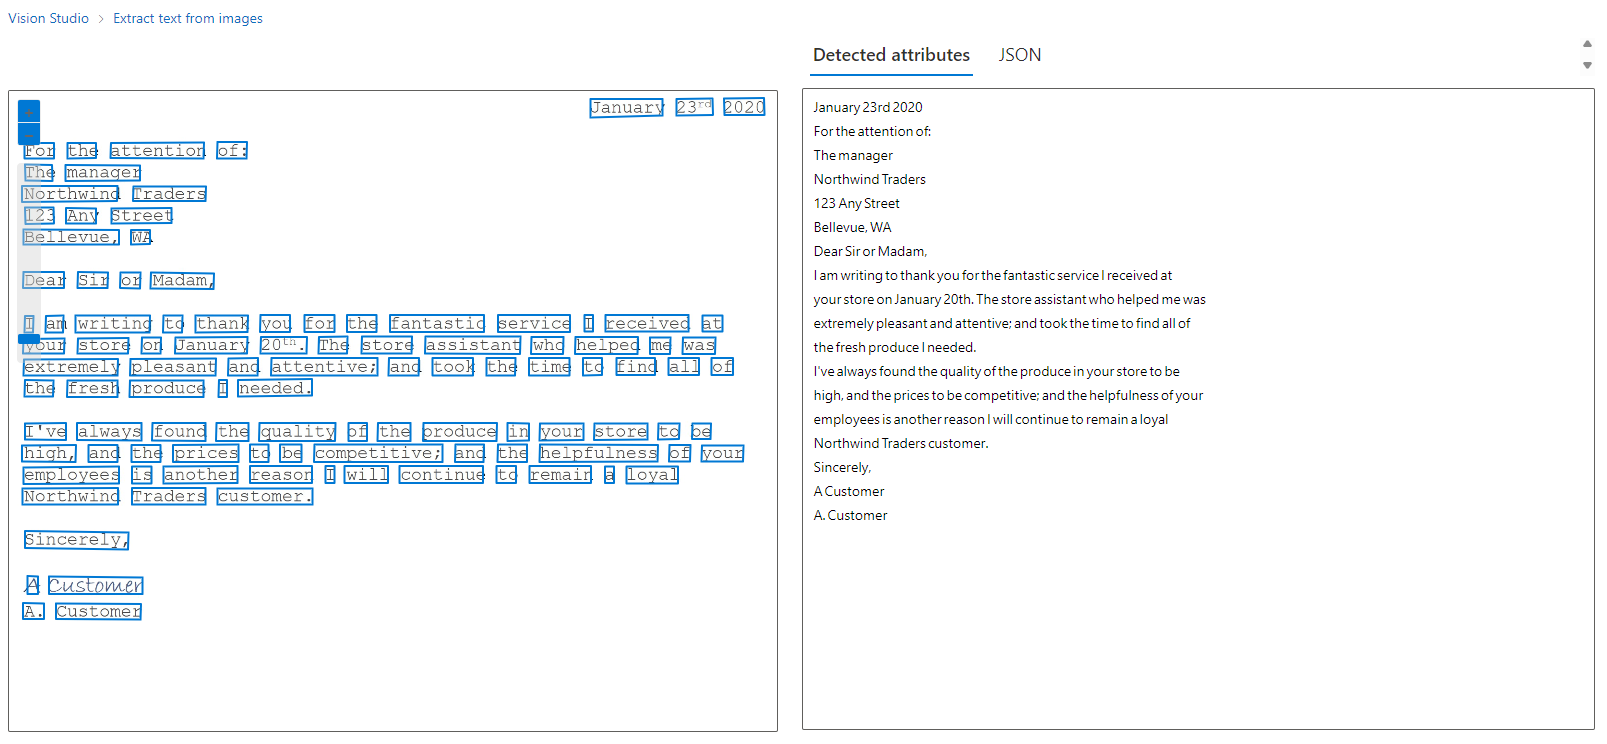 Vision Studio > Extract text from images
Detected attributes JSON
January 23rd 2020
For the attention of:
The manager
Northwind Traders
123 Any Street
Bellevue, WA
Dear Sir or Madam,
I am writing to thank you for the fantastic service I received at
your store on January 20th. The store assistant who helped me was
extremely pleasant and attentive; and took the time to find all of
the fresh produce I needed.
I've always found the quality of the produce in your store to be
high, and the prices to be competitive; and the helpfulness of your
employees is another reason I will continue to remain a loyal
Northwind Traders customer.
Sincerely,
A Customer
A. Customer
January 23rd 2020
For the attention of:
The manager
Northwind Traders
123 Any Street
Bellevue, WA
Dear Sir or Madam,
I am writing to thank you for the fantastic service I received at
your store on January 20th. The store assistant who helped me was
extremely pleasant and attentive; and took the time to find all of
the fresh produce I needed.
I've always found the quality of the produce in your store to be
high, and the prices to be competitive; and the helpfulness of your
employees is another reason I will continue to remain a loyal
Northwind Traders customer.
Sincerely,
A Customer
A. Customer